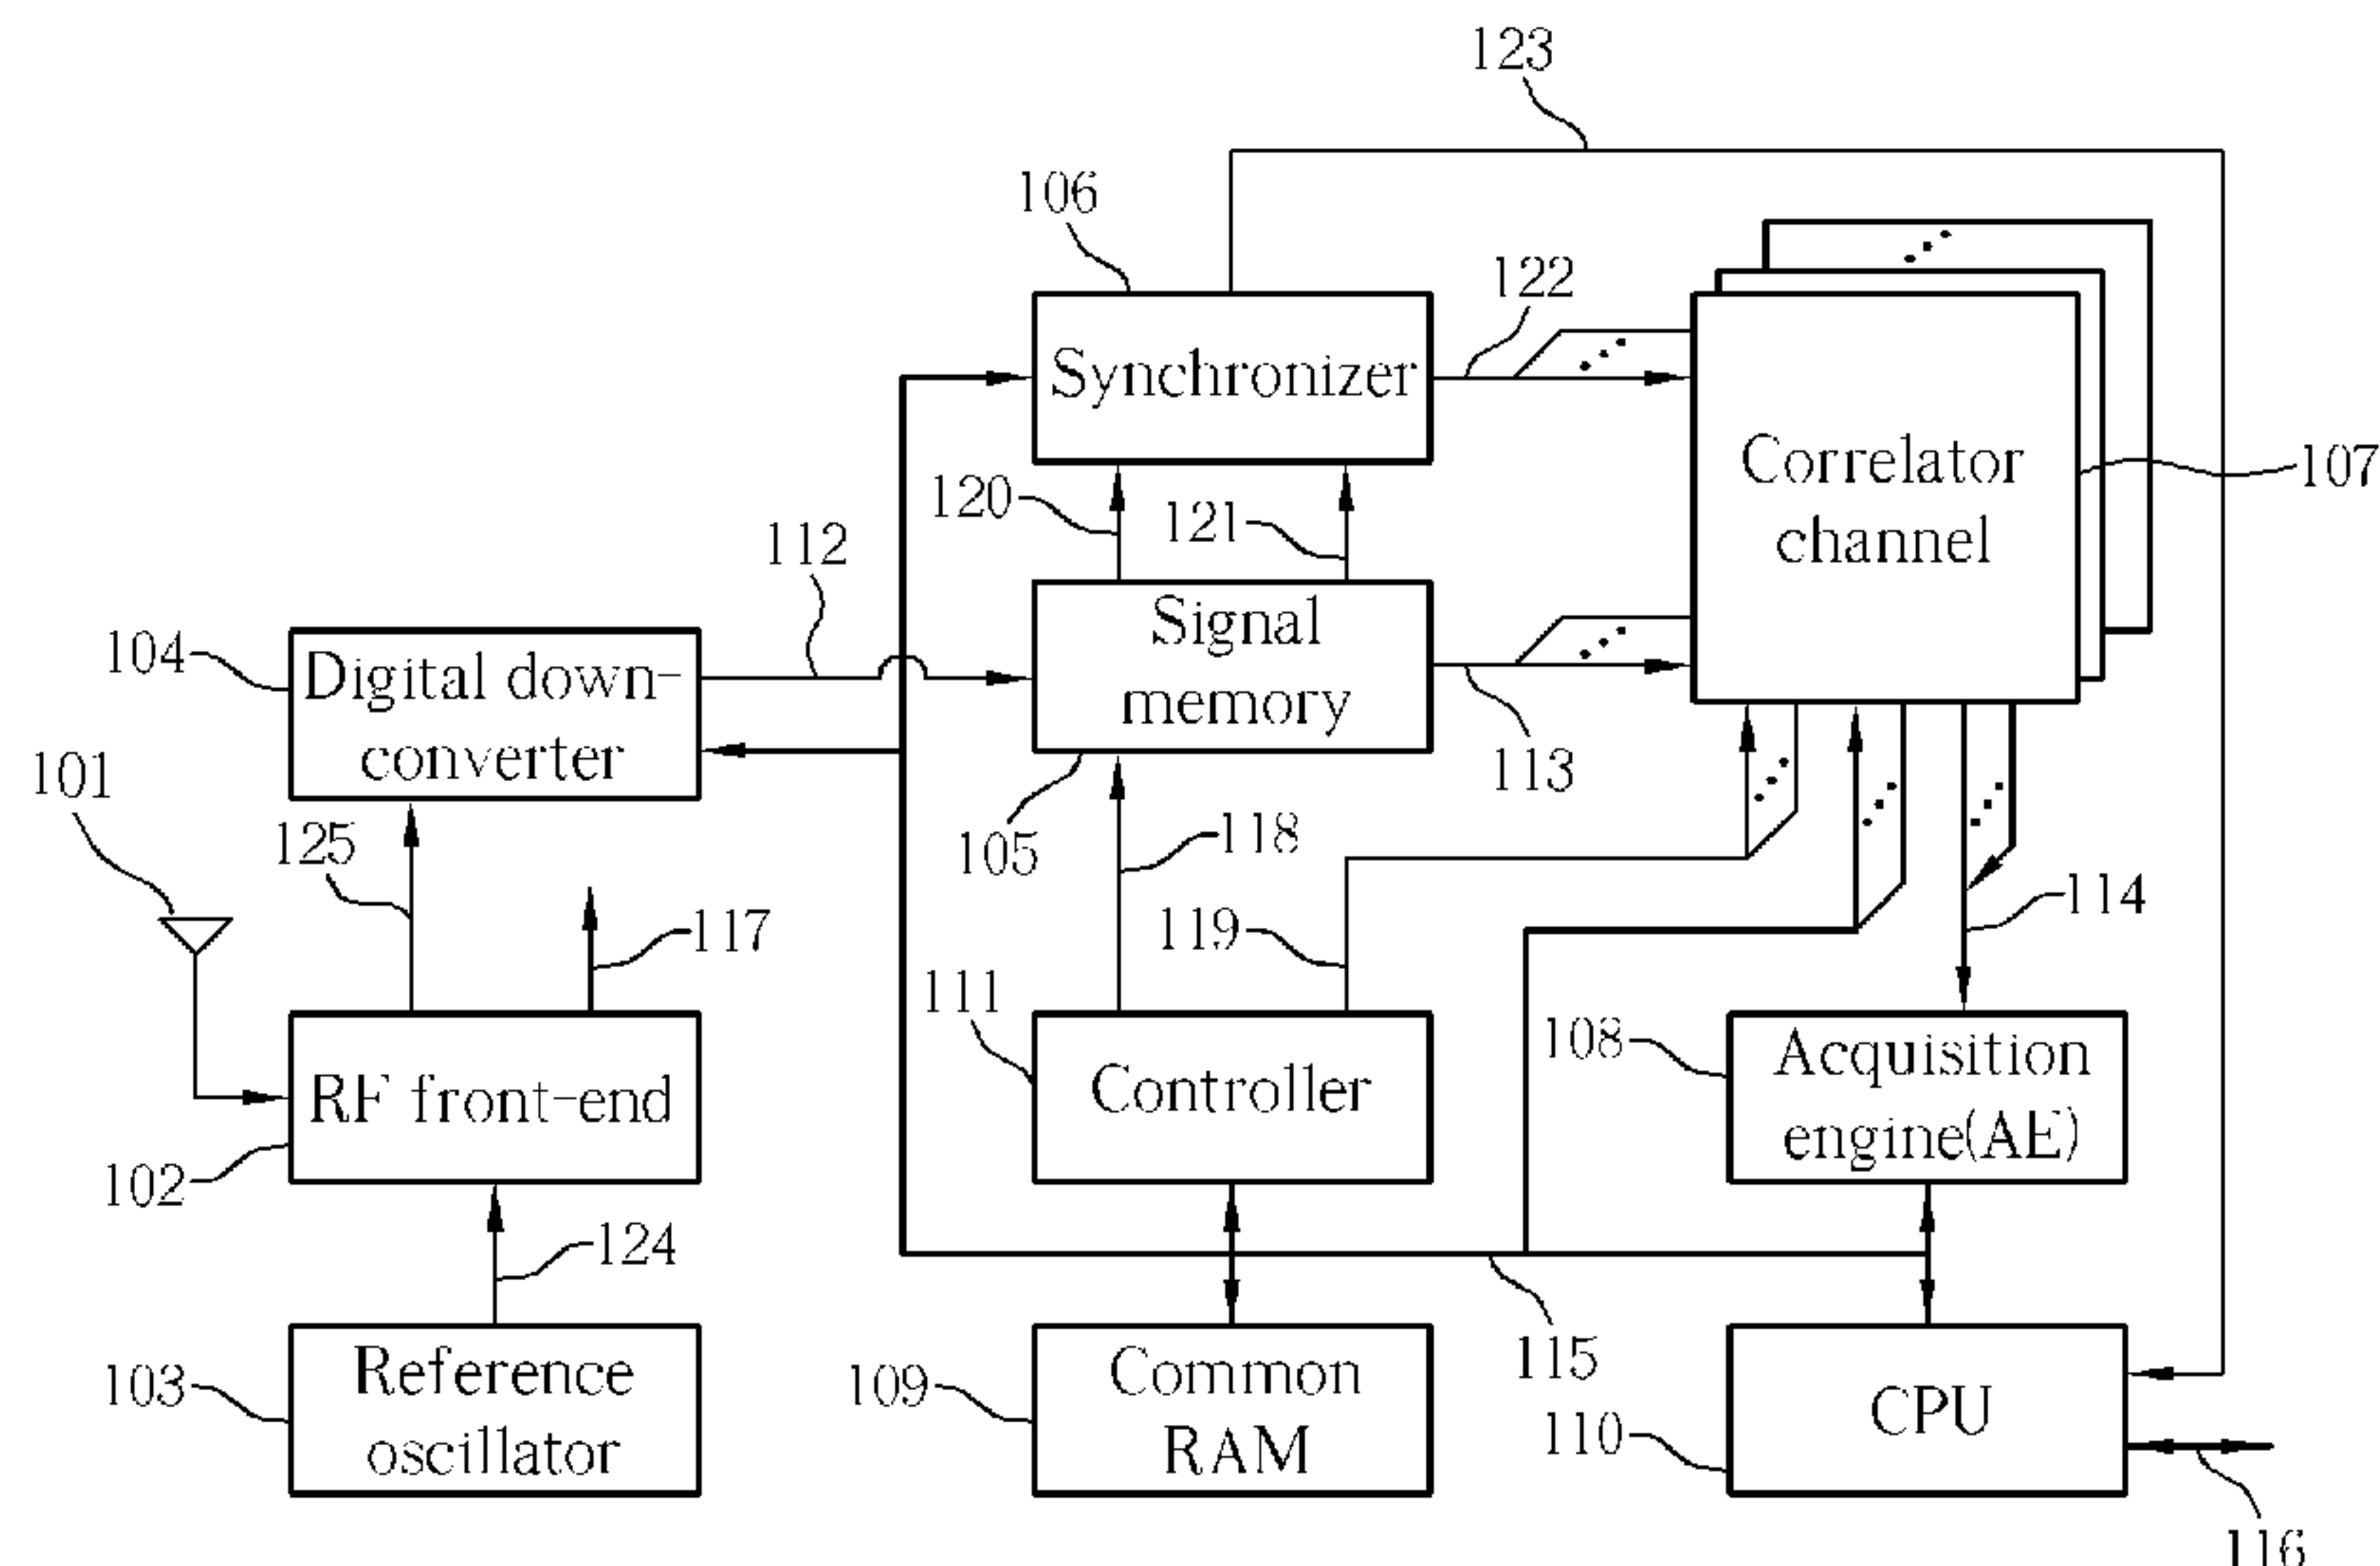 123
106
122
Synchronizer
Correlator
channel
107
120
121
112
Signal
memory
104
Digital down-
converter
113
101
125
105
118
114
117
119
111
108
Acquisition
engine(AE)
RF front-end
Controller
102
124
115
103
Reference
oscillator
109
Common
RAM
110
CPU
116